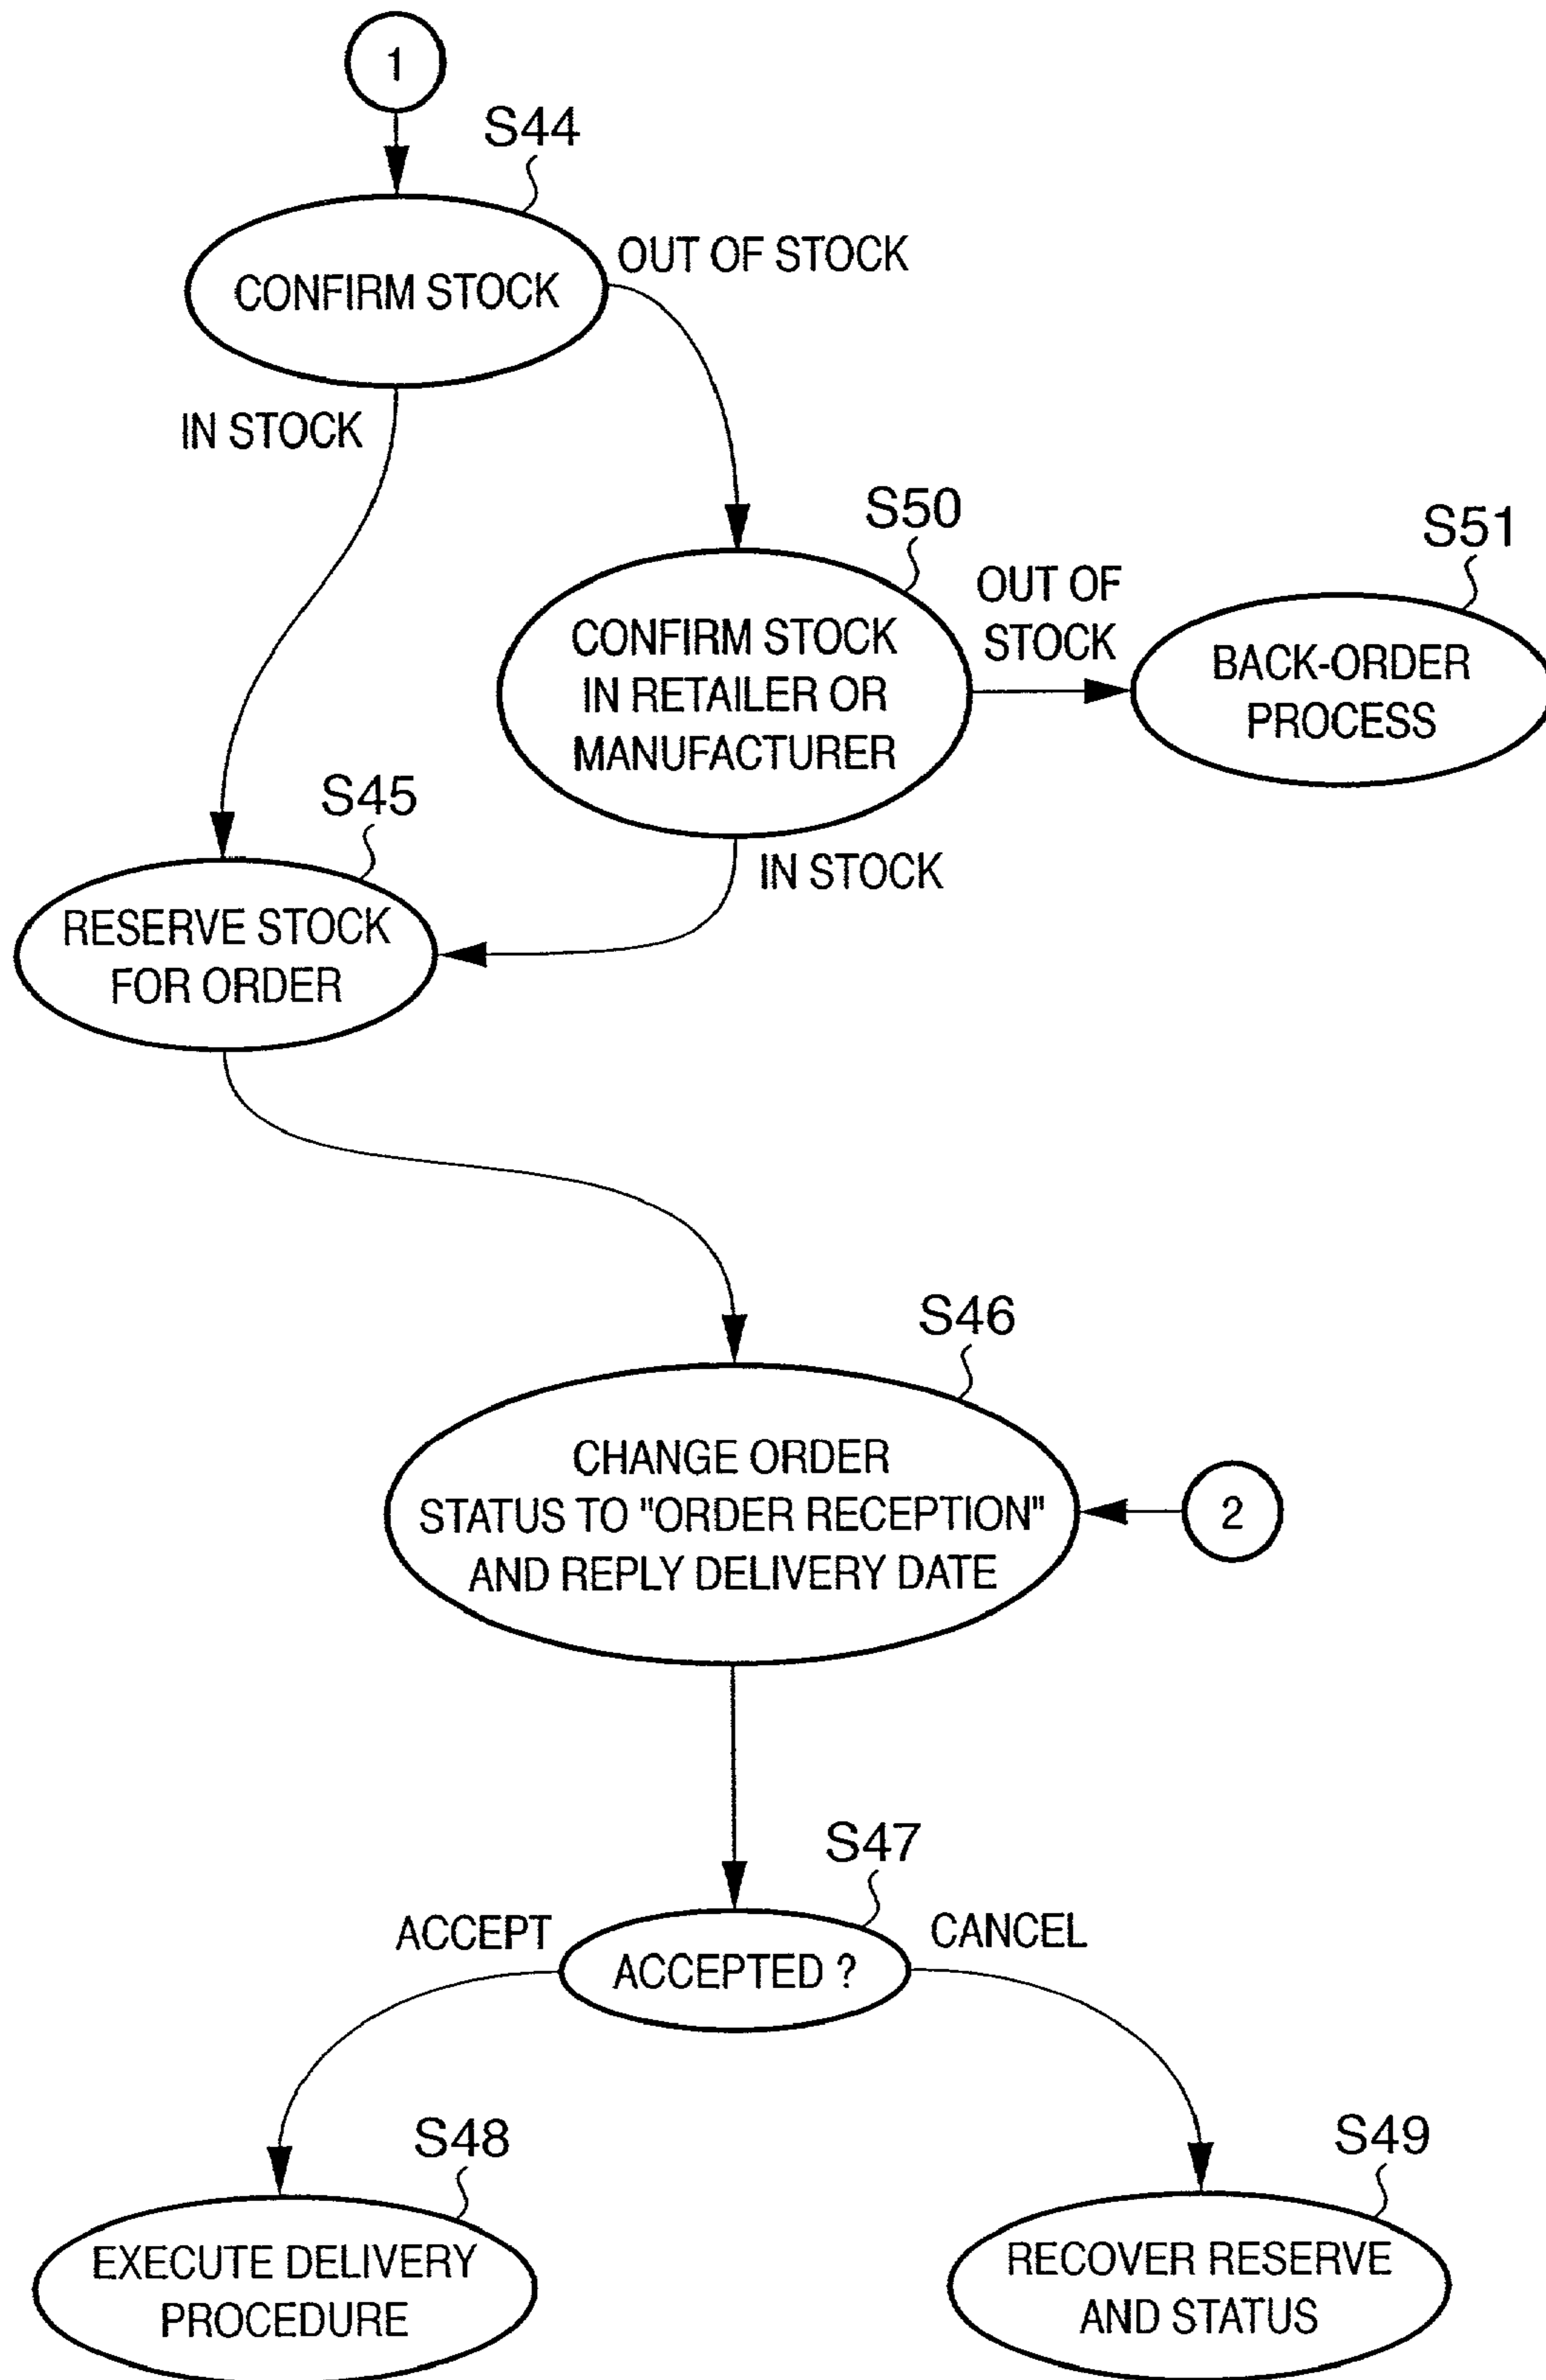 1
S44
CONFIRM STOCK
OUT OF STOCK
IN STOCK
S50
CONFIRM STOCK
IN RETAILER OR
MANUFACTURER
OUT OF
STOCK
S51
BACK-ORDER
PROCESS
IN STOCK
S45
RESERVE STOCK
FOR ORDER
S46
CHANGE ORDER
STATUS TO "ORDER RECEPTION"
AND REPLY DELIVERY DATE
2
S47
ACCEPTED ?
ACCEPT
CANCEL
S48
EXECUTE DELIVERY
PROCEDURE
S49
RECOVER RESERVE
AND STATUS